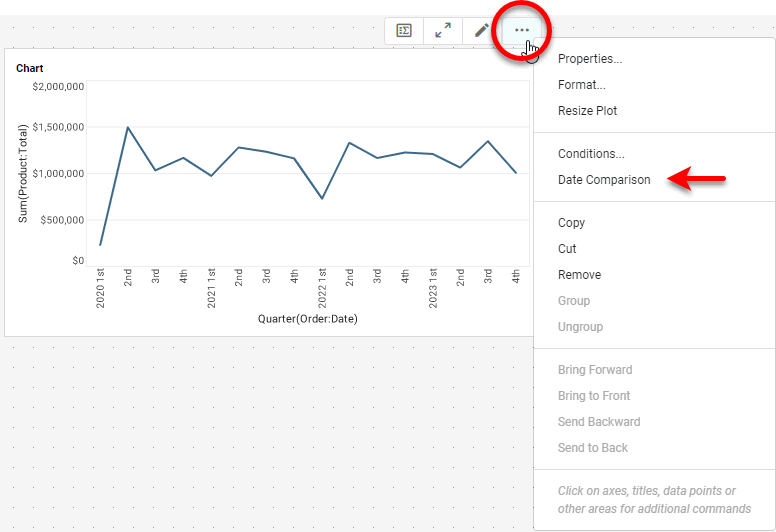 Chart
$2,000,000
$1,500,000
$1,000,000
$500,000
$0
Sum(Product:Total)
2020 1st
2nd
3rd
4th
2021 1st
2nd
3rd
4th
2022 1st
2nd
3rd
4th
2023 1st
2nd
3rd
4th
Quarter(Order:Date)
Properties...
Format...
Resize Plot
Conditions...
Date Comparison
Copy
Cut
Remove
Group
Ungroup
Bring Forward
Bring to Front
Send Backward
Send to Back
Click on axes, titles, data points or
other areas for additional commands